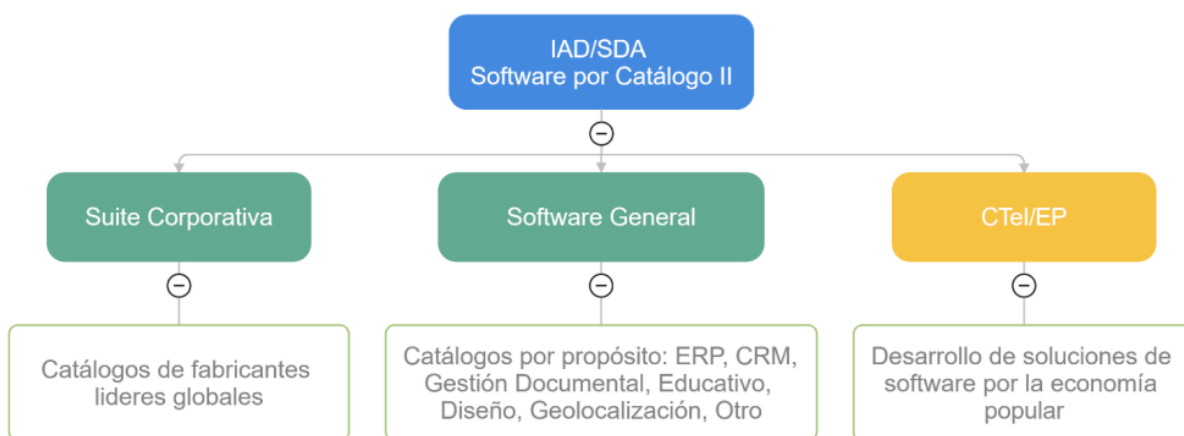 IAD/SDA
Software por Catálogo II
Suite Corporativa
Software General
CTeI/EP
Catálogos de fabricantes
lideres globales
Catálogos por propósito: ERP, CRM,
Gestión Documental, Educativo,
Diseño, Geolocalización, Otro
Desarrollo de soluciones de
software por la economía
popular